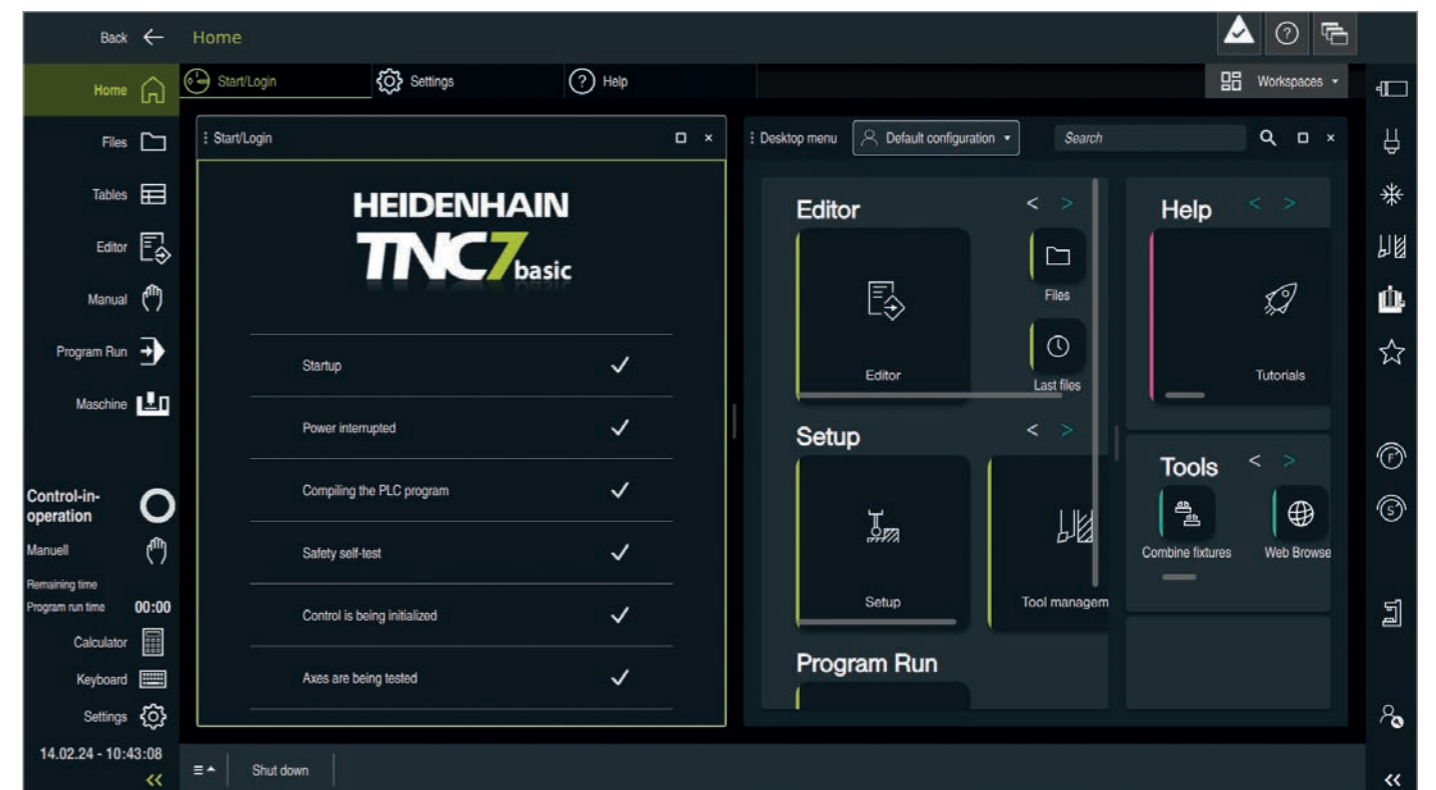 Back
Home
Home
Start/Login
Settings
Help
Workspaces
Files
Tables
Editor
Manual
Program Run
Maschine
Control-in-
operation
Manuell
Remaining time
Program run time 00:00
Calculator
Keyboard
Settings
14.02.24 - 10:43:08
Start/Login
HEIDENHAIN
TNC7 basic
Startup
Power interrupted
Compiling the PLC program
Safety self-test
Control is being initialized
Axes are being tested
Desktop menu
Default configuration
Search
Editor
Editor
Files
Last files
Setup
Setup
Tool managem
Program Run
Help
Tutorials
Tools
Combine fixtures
Web Browse
F
S
Shut down